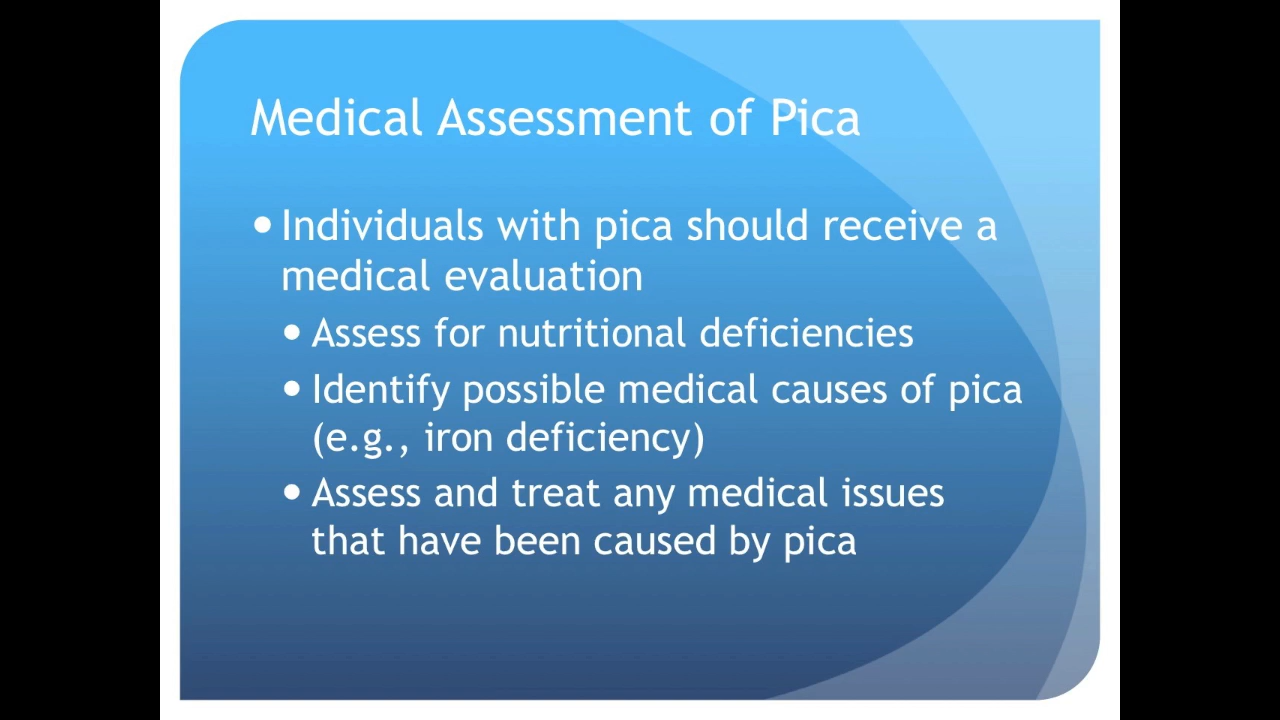 Medical Assessment of Pica
• Individuals with pica should receive a
medical evaluation
• Assess for nutritional deficiencies
• Identify possible medical causes of pica
(e.g., iron deficiency)
• Assess and treat any medical issues
that have been caused by pica